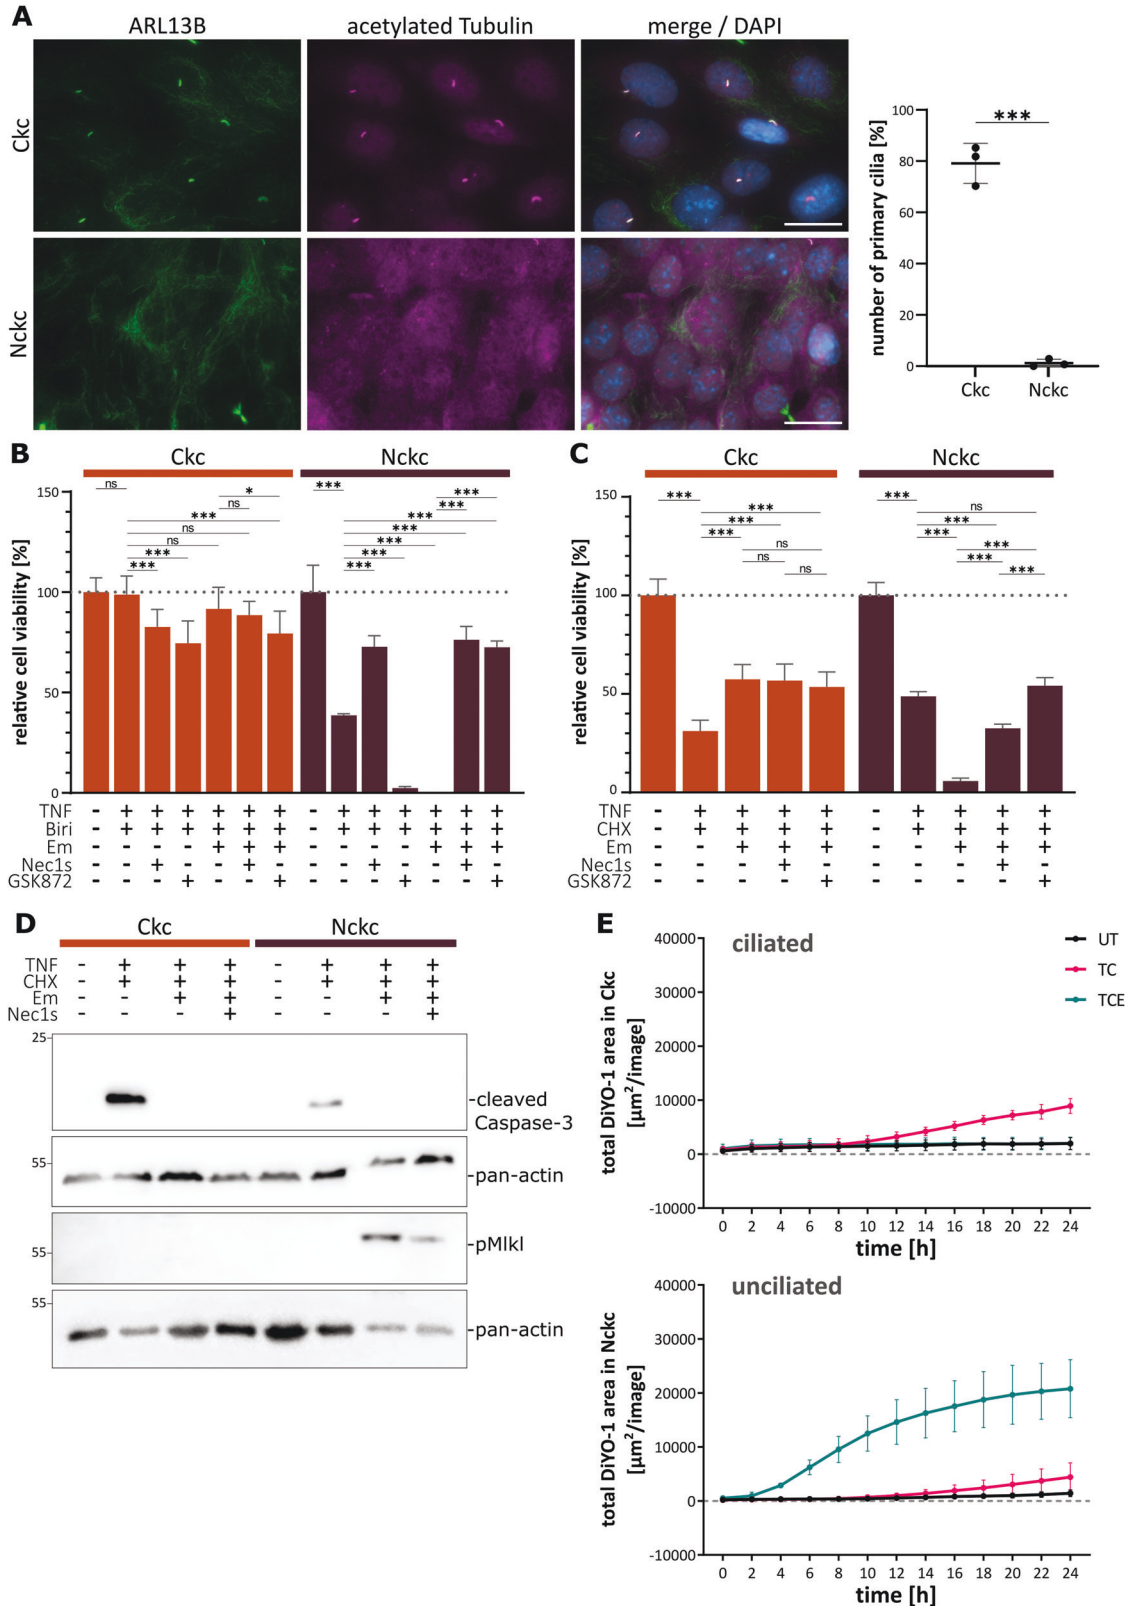 A
ARL13B
acetylated Tubulin
merge / DAPI
Ckc
Nckc
number of primary cilia [%]
100
80
60
40
20
0
***
Ckc
Nckc
B
Ckc
Nckc
relative cell viability [%]
150
100
50
0
ns
*
ns
***
ns
ns
***
***
***
***
***
***
***
***
***
TNF - + + + + + + - + + + + + +
Biri - + + + + + + - + + + + + +
Em - - - - + + + - - - - + + +
Nec1s - - + - - + - - - + - - + -
GSK872 - - - + - - + - - - + - - +
C
Ckc
Nckc
relative cell viability [%]
150
100
50
0
***
***
***
***
ns
ns
ns
***
ns
***
***
***
***
***
TNF - + + + + - + + + +
CHX - + + + + - + + + +
Em - - + + + - - + + +
Nec1s - - - + - - - - + -
GSK872 - - - - + - - - - +
D
Ckc
Nckc
TNF - + + + - + + +
CHX - + + + - + + +
Em - - + + - - + +
Nec1s - - - + - - - +
25-
-cleaved
Caspase-3
55-
-pan-actin
-pMlkl
55-
55-
-pan-actin
E
ciliated
UT
TC
TCE
total DiYO-1 area in Ckc
[µm²/image]
40000
30000
20000
10000
0
-10000
0 2 4 6 8 10 12 14 16 18 20 22 24
time [h]
unciliated
total DiYO-1 area in Nckc
[µm²/image]
40000
30000
20000
10000
0
-10000
0 2 4 6 8 10 12 14 16 18 20 22 24
time [h]